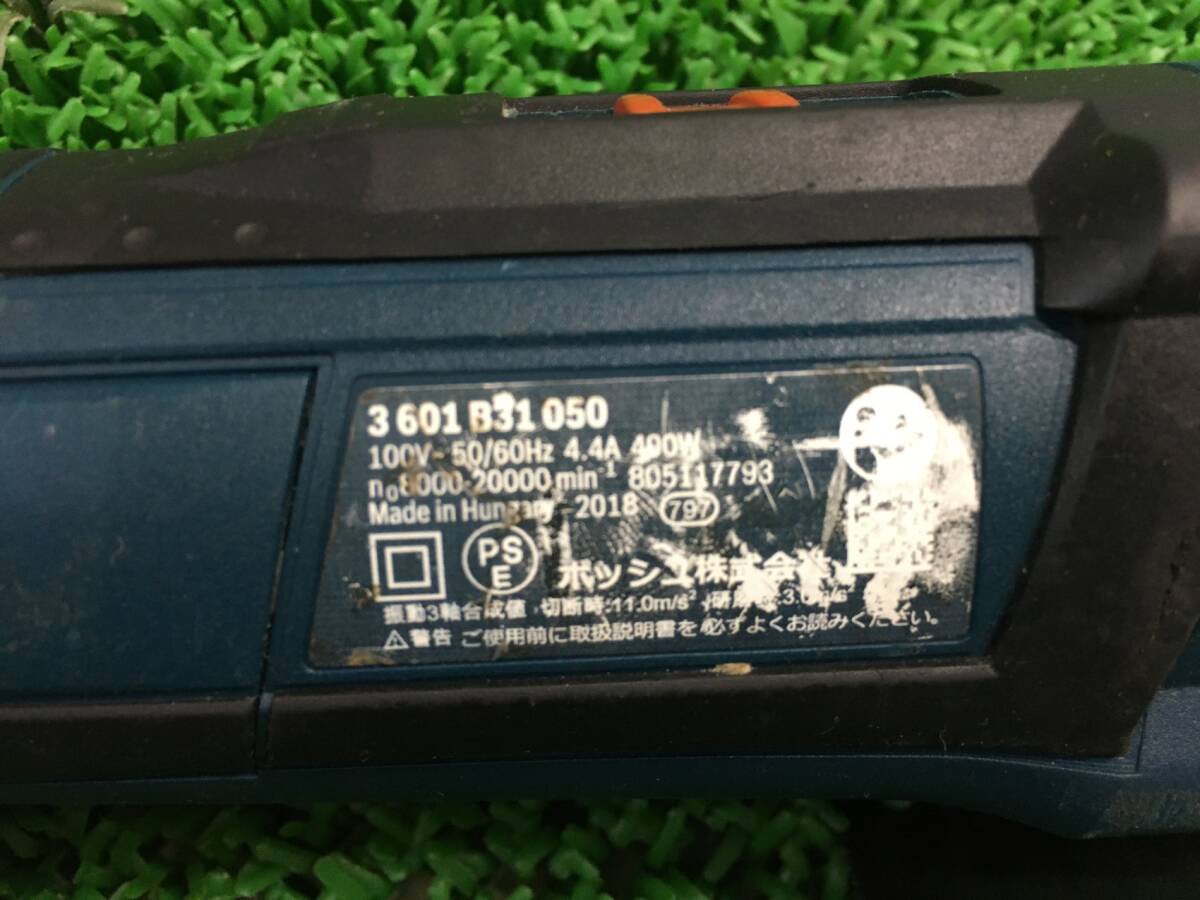 3 601 B31 050
100V~ 50/60Hz 4.4A 400W
n₀8000-20000 min⁻¹ 805117793
Made in Hungary 2018 797
PS
E
ボッシュ株式会社
振動3軸合成値 切断時:11.0m/s²
⚠警告 ご使用前に取扱説明書を必ずよくお読みください。